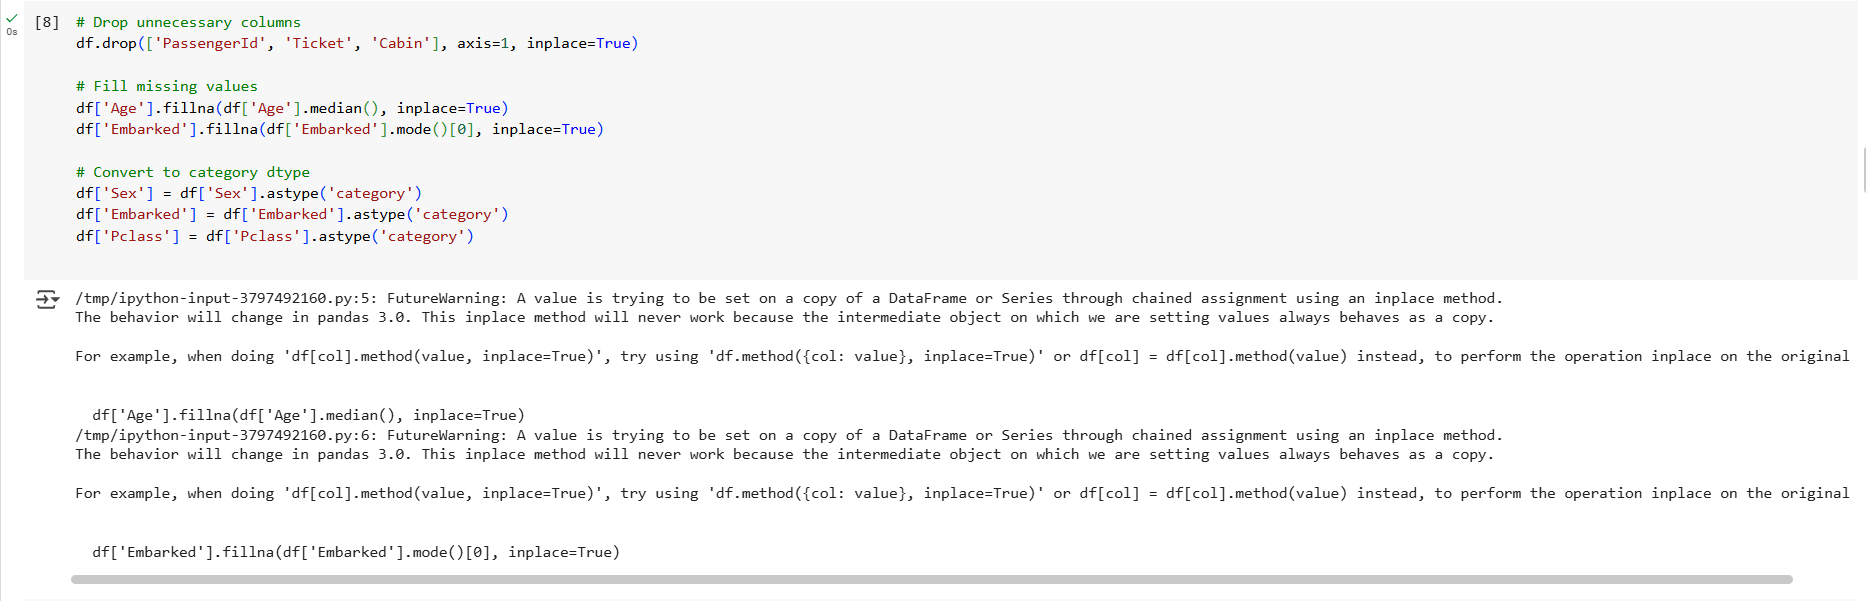 [8] # Drop unnecessary columns
df.drop(['PassengerId', 'Ticket', 'Cabin'], axis=1, inplace=True)
# Fill missing values
df['Age'].fillna(df['Age'].median(), inplace=True)
df['Embarked'].fillna(df['Embarked'].mode()[0], inplace=True)
# Convert to category dtype
df['Sex'] = df['Sex'].astype('category')
df['Embarked'] = df['Embarked'].astype('category')
df['Pclass'] = df['Pclass'].astype('category')
0s
/tmp/ipython-input-3797492160.py:5: FutureWarning: A value is trying to be set on a copy of a DataFrame or Series through chained assignment using an inplace method.
The behavior will change in pandas 3.0. This inplace method will never work because the intermediate object on which we are setting values always behaves as a copy.
For example, when doing 'df[col].method(value, inplace=True)', try using 'df.method({col: value}, inplace=True)' or df[col] = df[col].method(value) instead, to perform the operation inplace on the original
df['Age'].fillna(df['Age'].median(), inplace=True)
/tmp/ipython-input-3797492160.py:6: FutureWarning: A value is trying to be set on a copy of a DataFrame or Series through chained assignment using an inplace method.
The behavior will change in pandas 3.0. This inplace method will never work because the intermediate object on which we are setting values always behaves as a copy.
For example, when doing 'df[col].method(value, inplace=True)', try using 'df.method({col: value}, inplace=True)' or df[col] = df[col].method(value) instead, to perform the operation inplace on the original
df['Embarked'].fillna(df['Embarked'].mode()[0], inplace=True)